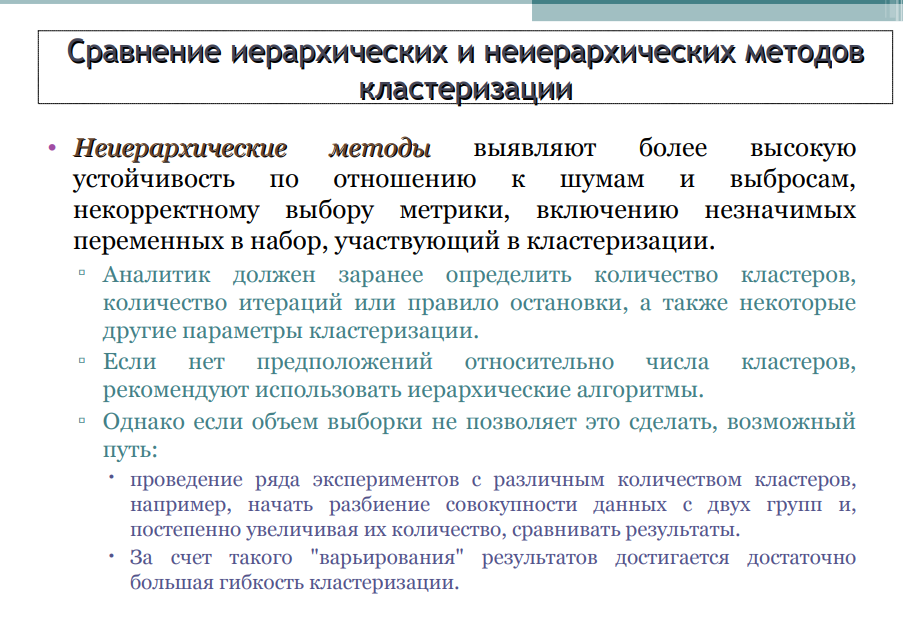 Сравнение иерархических и неиерархических методов
кластеризации
• Неиерархические методы выявляют более высокую
устойчивость по отношению к шумам и выбросам,
некорректному выбору метрики, включению незначимых
переменных в набор, участвующий в кластеризации.
▫ Аналитик должен заранее определить количество кластеров,
количество итераций или правило остановки, а также некоторые
другие параметры кластеризации.
▫ Если нет предположений относительно числа кластеров,
рекомендуют использовать иерархические алгоритмы.
▫ Однако если объем выборки не позволяет это сделать, возможный
путь:
• проведение ряда экспериментов с различным количеством кластеров,
например, начать разбиение совокупности данных с двух групп и,
постепенно увеличивая их количество, сравнивать результаты.
• За счет такого "варьирования" результатов достигается достаточно
большая гибкость кластеризации.